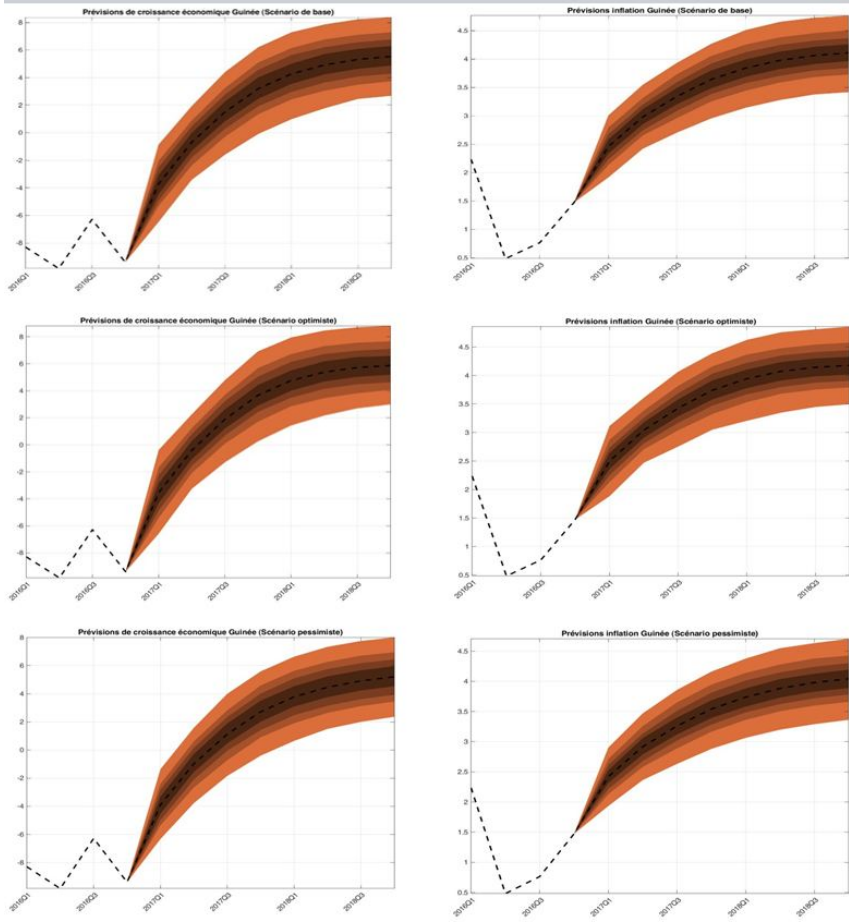 Prévisions de croissance économique Guinée (Scénario de base)
8
6
4
2
0
-2
-4
-6
-8
2016Q1
2016Q3
2017Q1
2017Q3
2018Q1
2018Q3
Prévisions inflation Guinée (Scénario de base)
4.5
4
3.5
3
2.5
2
1.5
1
0.5
2016Q1
2016Q3
2017Q1
2017Q3
2018Q1
2018Q3
Prévisions de croissance économique Guinée (Scénario optimiste)
8
6
4
2
0
-2
-4
-6
-8
2016Q1
2016Q3
2017Q1
2017Q3
2018Q1
2018Q3
Prévisions inflation Guinée (Scénario optimiste)
4.5
4
3.5
3
2.5
2
1.5
1
0.5
2016Q1
2016Q3
2017Q1
2017Q3
2018Q1
2018Q3
Prévisions de croissance économique Guinée (Scénario pessimiste)
8
6
4
2
0
-2
-4
-6
-8
2016Q1
2016Q3
2017Q1
2017Q3
2018Q1
2018Q3
Prévisions inflation Guinée (Scénario pessimiste)
4.5
4
3.5
3
2.5
2
1.5
1
0.5
2016Q1
2016Q3
2017Q1
2017Q3
2018Q1
2018Q3